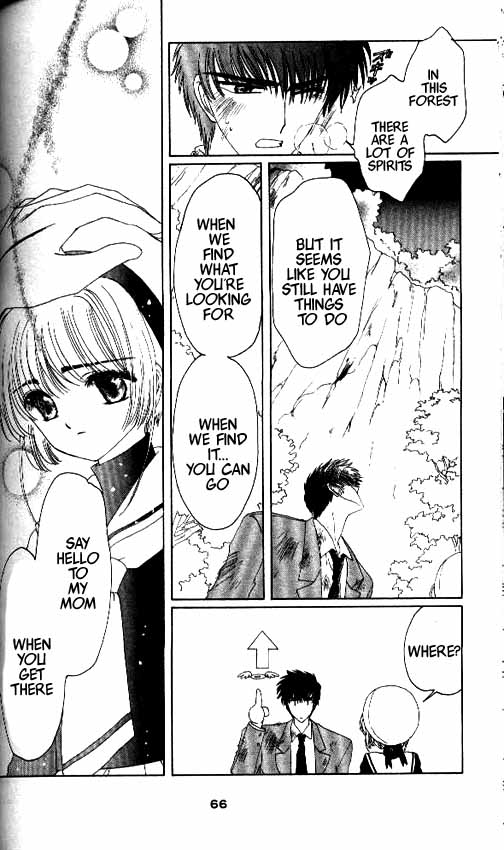 IN
THIS
FOREST
THERE
ARE A
LOT OF
SPIRITS
BUT IT
SEEMS
LIKE YOU
STILL HAVE
THINGS
TO DO
WHEN
WE
FIND
WHAT
YOU'RE
LOOKING
FOR
WHEN
WE FIND
IT...
YOU CAN
GO
WHERE?
SAY
HELLO
TO
MY
MOM
WHEN
YOU
GET
THERE
66